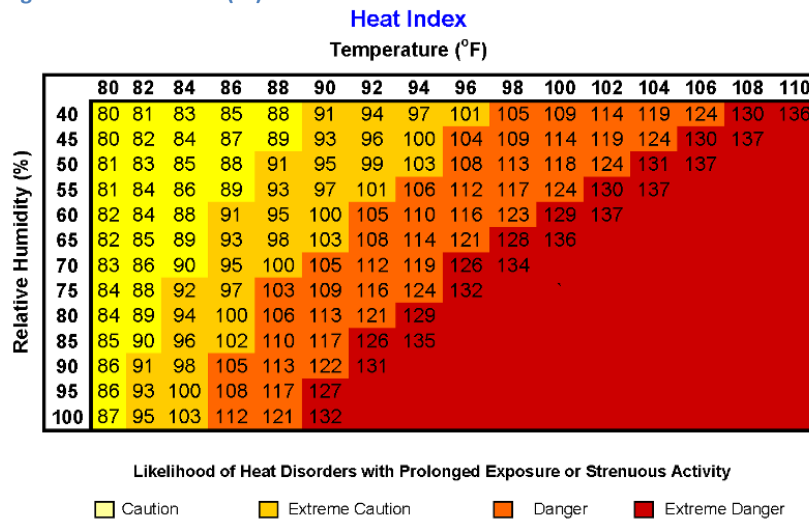 Heat Index
Temperature (°F)
80 82 84 86 88 90 92 94 96 98 100 102 104 106 108 110
40 80 81 83 85 88 91 94 97 101 105 109 114 119 124 130 136
45 80 82 84 87 89 93 96 100 104 109 114 119 124 130 137
50 81 83 85 88 91 95 99 103 108 113 118 124 131 137
55 81 84 86 89 93 97 101 106 112 117 124 130 137
60 82 84 88 91 95 100 105 110 116 123 129 137
65 82 85 89 93 98 103 108 114 121 128 136
70 83 86 90 95 100 105 112 119 126 134
75 84 88 92 97 103 109 116 124 132
80 84 89 94 100 106 113 121 129
85 85 90 96 102 110 117 126 135
90 86 91 98 105 113 122 131
95 86 93 100 108 117 127
100 87 95 103 112 121 132
Relative Humidity (%)
Likelihood of Heat Disorders with Prolonged Exposure or Strenuous Activity
Caution Extreme Caution Danger Extreme Danger